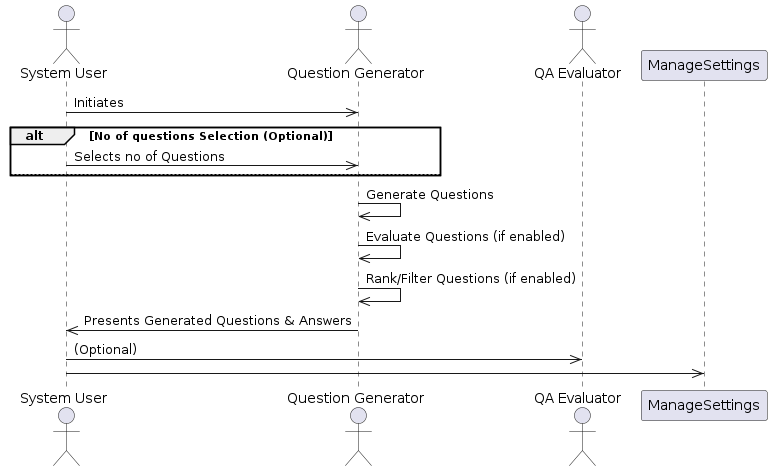 System User
Question Generator
QA Evaluator
ManageSettings
Initiates
alt
[No of questions Selection (Optional)]
Selects no of Questions
Generate Questions
Evaluate Questions (if enabled)
Rank/Filter Questions (if enabled)
Presents Generated Questions & Answers
(Optional)
System User
Question Generator
QA Evaluator
ManageSettings